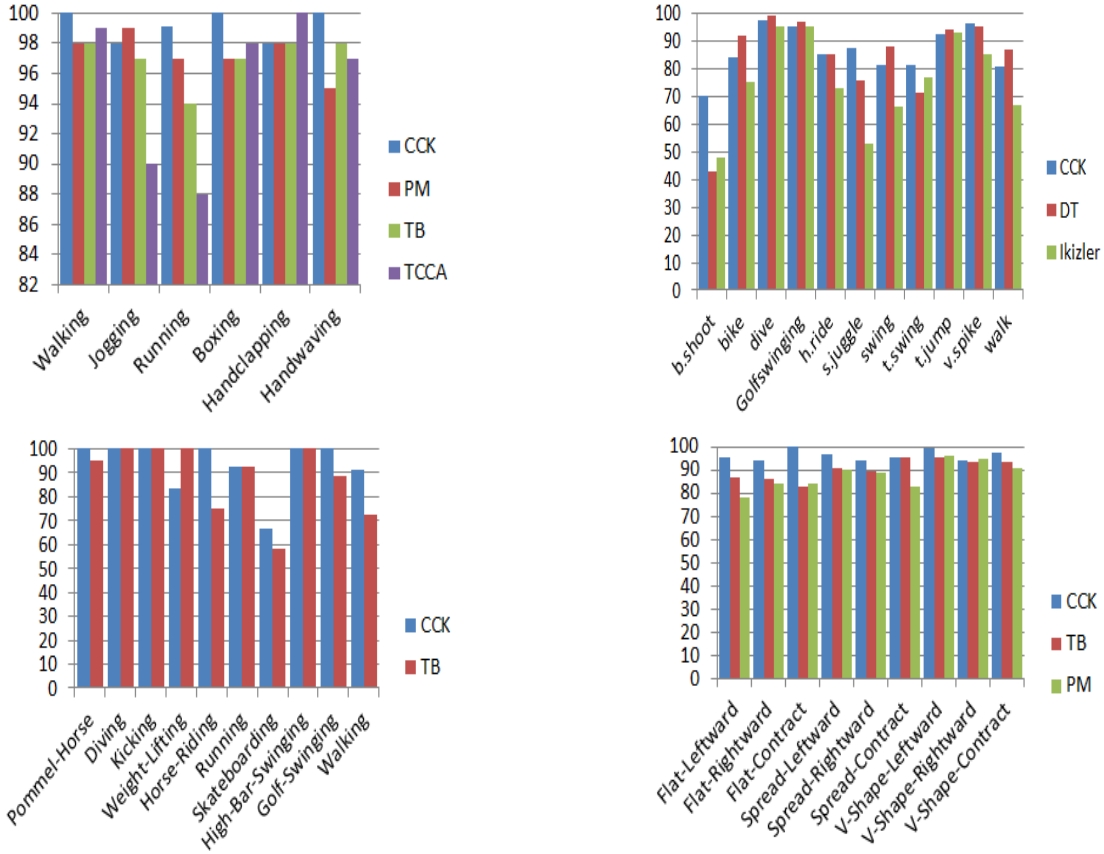 100
98
96
94
92
90
88
86
84
82
Walking
Jogging
Running
Boxing
Handclapping
Handwaving
CCK
PM
TB
TCCA
100
90
80
70
60
50
40
30
20
10
0
b.shoot
bike
dive
Golfswinging
h.ride
s.juggle
swing
t.swing
t.jump
v.spike
walk
CCK
DT
Ikizler
100
90
80
70
60
50
40
30
20
10
0
Pommel-Horse
Diving
Kicking
Weight-Lifting
Horse-Riding
Running
Skateboarding
High-Bar-Swinging
Golf-Swinging
Walking
CCK
TB
100
90
80
70
60
50
40
30
20
10
0
Flat-Leftward
Flat-Rightward
Flat-Contract
Spread-Leftward
Spread-Rightward
Spread-Contract
V-Shape-Leftward
V-Shape-Rightward
V-Shape-Contract
CCK
TB
PM